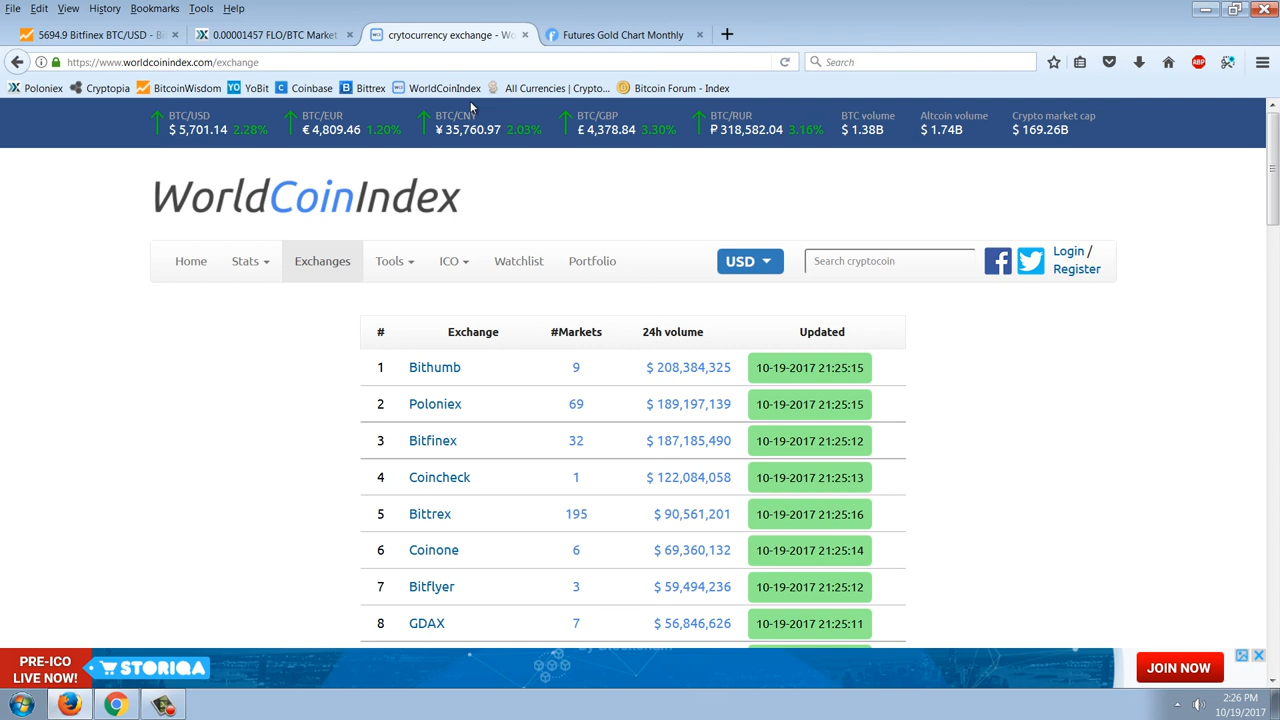 File Edit View History Bookmarks Tools Help
5694.9 Bitfinex BTC/USD - B
0.00001457 FLO/BTC Market
crytocurrency exchange - Wo
Futures Gold Chart Monthly
https://www.worldcoinindex.com/exchange
Search
Poloniex Cryptopia BitcoinWisdom YoBit Coinbase Bittrex WorldCoinIndex All Currencies | Crypto... Bitcoin Forum - Index
BTC/USD BTC/EUR BTC/CNY BTC/GBP BTC/RUR BTC volume Altcoin volume Crypto market cap
$ 5,701.14 2.28% € 4,809.46 1.20% ¥ 35,760.97 2.03% £ 4,378.84 3.30% ₽ 318,582.04 3.16% $ 1.38B $ 1.74B $ 169.26B
WorldCoinIndex
Home Stats Exchanges Tools ICO Watchlist Portfolio USD Search cryptocoin Login /
Register
# Exchange #Markets 24h volume Updated
1 Bithumb 9 $ 208,384,325 10-19-2017 21:25:15
2 Poloniex 69 $ 189,197,139 10-19-2017 21:25:15
3 Bitfinex 32 $ 187,185,490 10-19-2017 21:25:12
4 Coincheck 1 $ 122,084,058 10-19-2017 21:25:13
5 Bittrex 195 $ 90,561,201 10-19-2017 21:25:16
6 Coinone 6 $ 69,360,132 10-19-2017 21:25:14
7 Bitflyer 3 $ 59,494,236 10-19-2017 21:25:12
8 GDAX 7 $ 56,846,626 10-19-2017 21:25:11
PRE-ICO
LIVE NOW!
STORIQA
By Blockchain
JOIN NOW
2:26 PM
10/19/2017